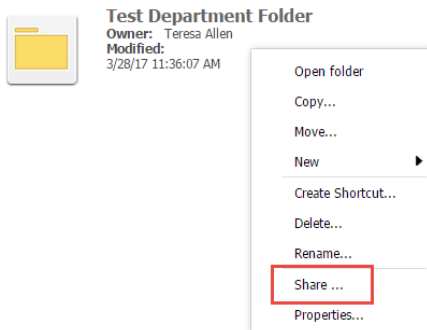 Test Department Folder
Owner: Teresa Allen
Modified:
3/28/17 11:36:07 AM
Open folder
Copy...
Move...
New
Create Shortcut...
Delete...
Rename...
Share ...
Properties...